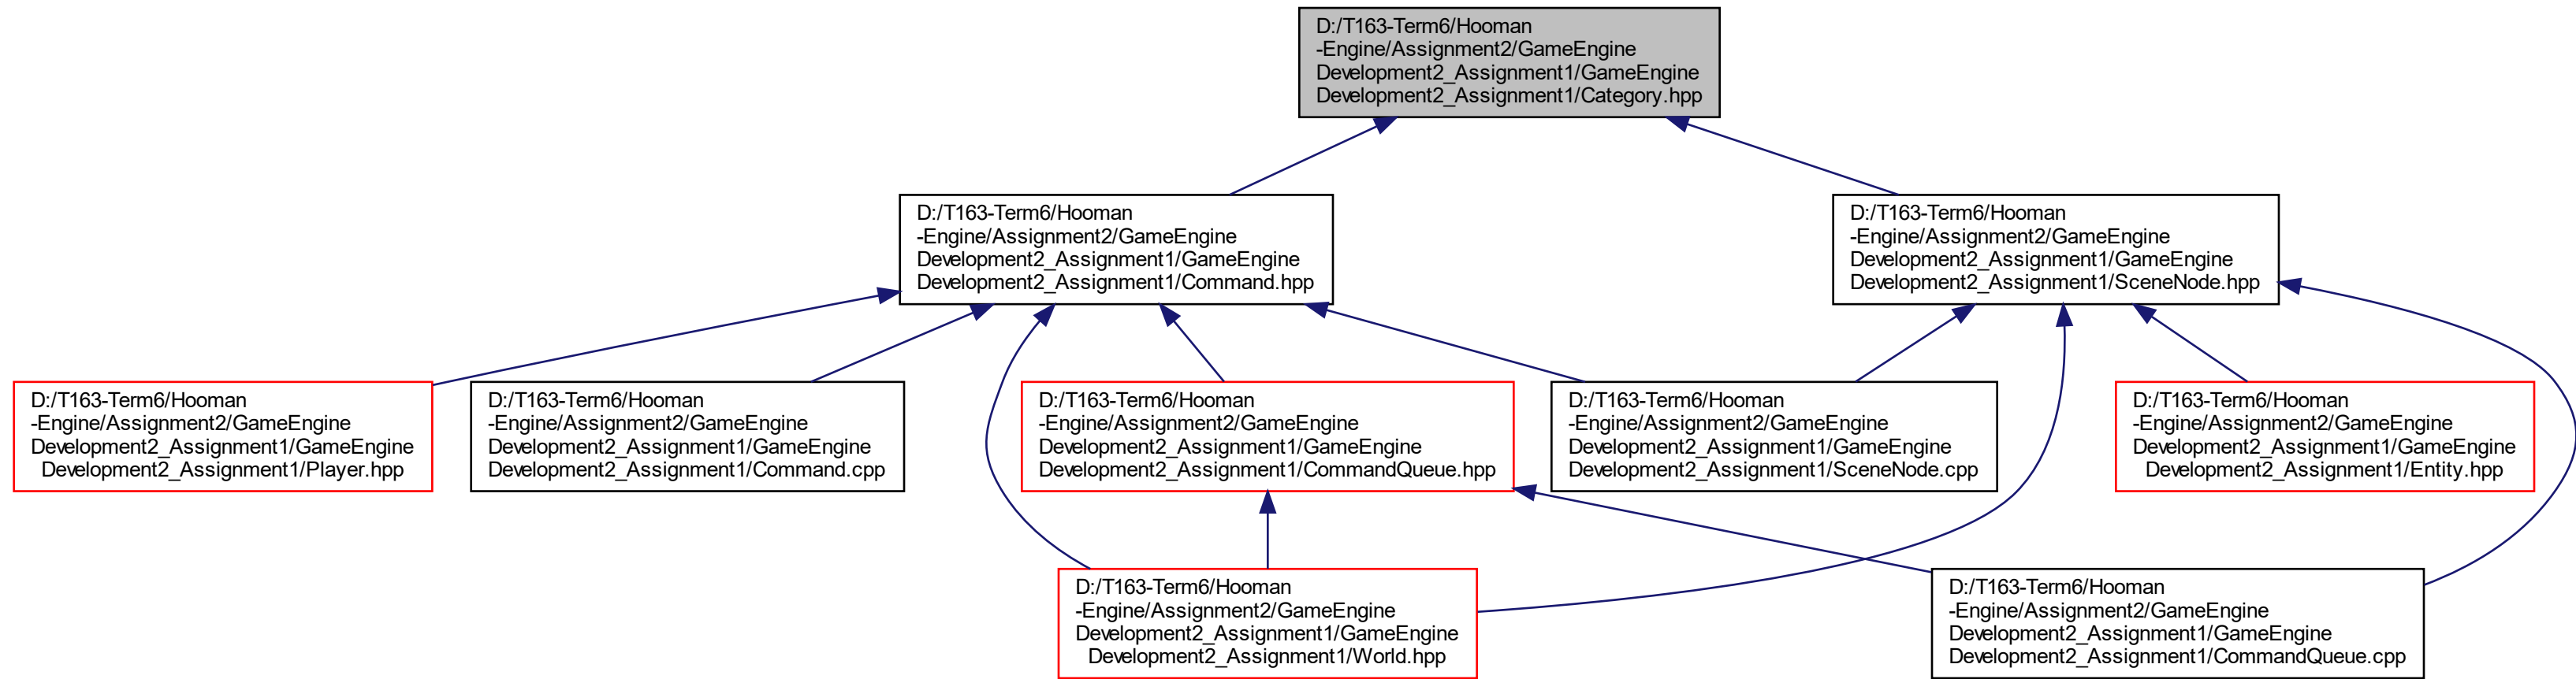 D:/T163-Term6/Hooman
-Engine/Assignment2/GameEngine
Development2_Assignment1/GameEngine
Development2_Assignment1/Category.hpp
D:/T163-Term6/Hooman
-Engine/Assignment2/GameEngine
Development2_Assignment1/GameEngine
Development2_Assignment1/Command.hpp
D:/T163-Term6/Hooman
-Engine/Assignment2/GameEngine
Development2_Assignment1/GameEngine
Development2_Assignment1/SceneNode.hpp
D:/T163-Term6/Hooman
-Engine/Assignment2/GameEngine
Development2_Assignment1/GameEngine
Development2_Assignment1/Player.hpp
D:/T163-Term6/Hooman
-Engine/Assignment2/GameEngine
Development2_Assignment1/GameEngine
Development2_Assignment1/Command.cpp
D:/T163-Term6/Hooman
-Engine/Assignment2/GameEngine
Development2_Assignment1/GameEngine
Development2_Assignment1/CommandQueue.hpp
D:/T163-Term6/Hooman
-Engine/Assignment2/GameEngine
Development2_Assignment1/GameEngine
Development2_Assignment1/SceneNode.cpp
D:/T163-Term6/Hooman
-Engine/Assignment2/GameEngine
Development2_Assignment1/GameEngine
Development2_Assignment1/Entity.hpp
D:/T163-Term6/Hooman
-Engine/Assignment2/GameEngine
Development2_Assignment1/GameEngine
Development2_Assignment1/World.hpp
D:/T163-Term6/Hooman
-Engine/Assignment2/GameEngine
Development2_Assignment1/GameEngine
Development2_Assignment1/CommandQueue.cpp